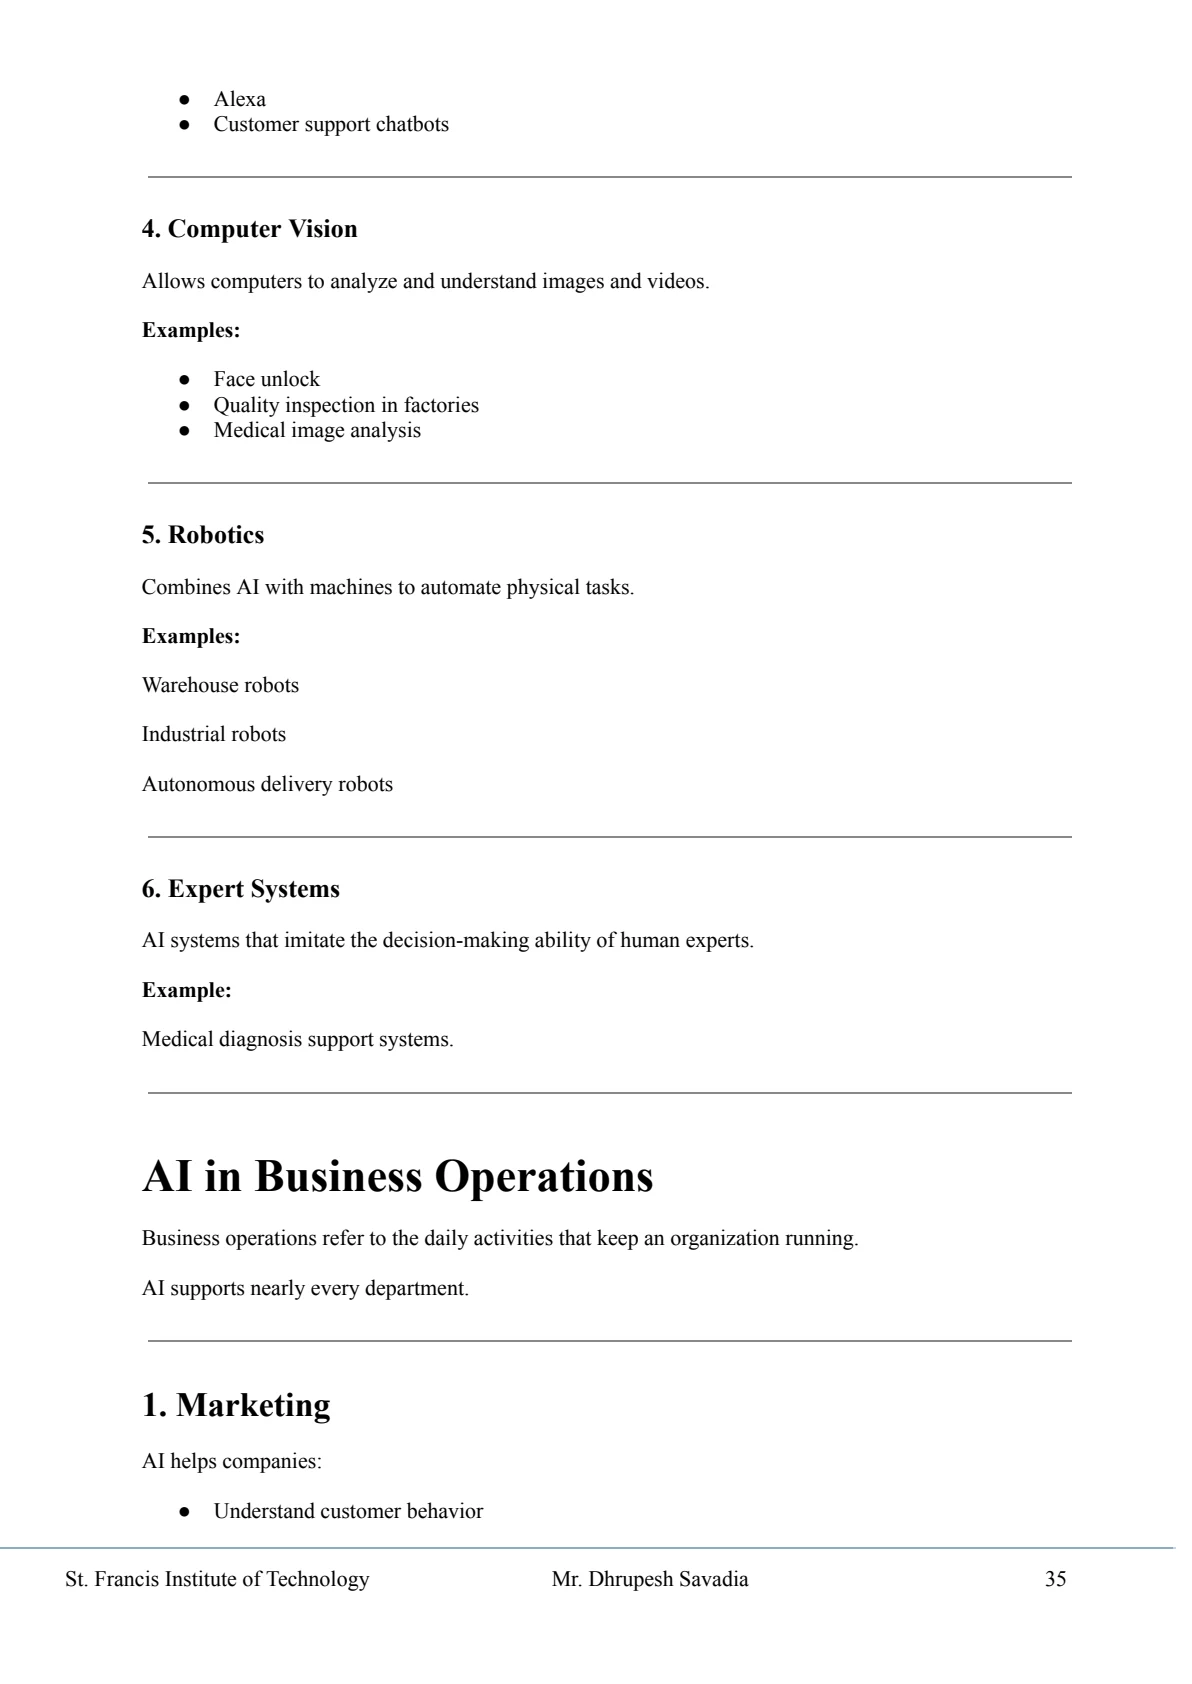 ● Alexa
● Customer support chatbots
4. Computer Vision
Allows computers to analyze and understand images and videos.
Examples:
● Face unlock
● Quality inspection in factories
● Medical image analysis
5. Robotics
Combines AI with machines to automate physical tasks.
Examples:
Warehouse robots
Industrial robots
Autonomous delivery robots
6. Expert Systems
AI systems that imitate the decision-making ability of human experts.
Example:
Medical diagnosis support systems.
AI in Business Operations
Business operations refer to the daily activities that keep an organization running.
AI supports nearly every department.
1. Marketing
AI helps companies:
● Understand customer behavior
St. Francis Institute of Technology Mr. Dhrupesh Savadia 35